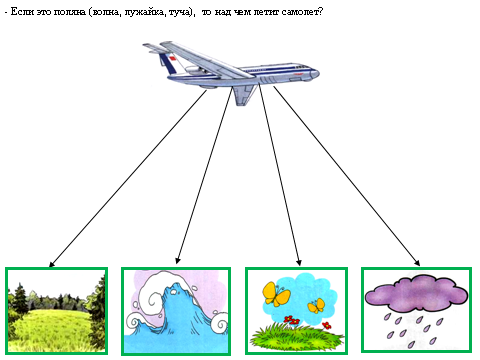 - Если это поляна (волна, лужайка, туча), то над чем летит самолет?